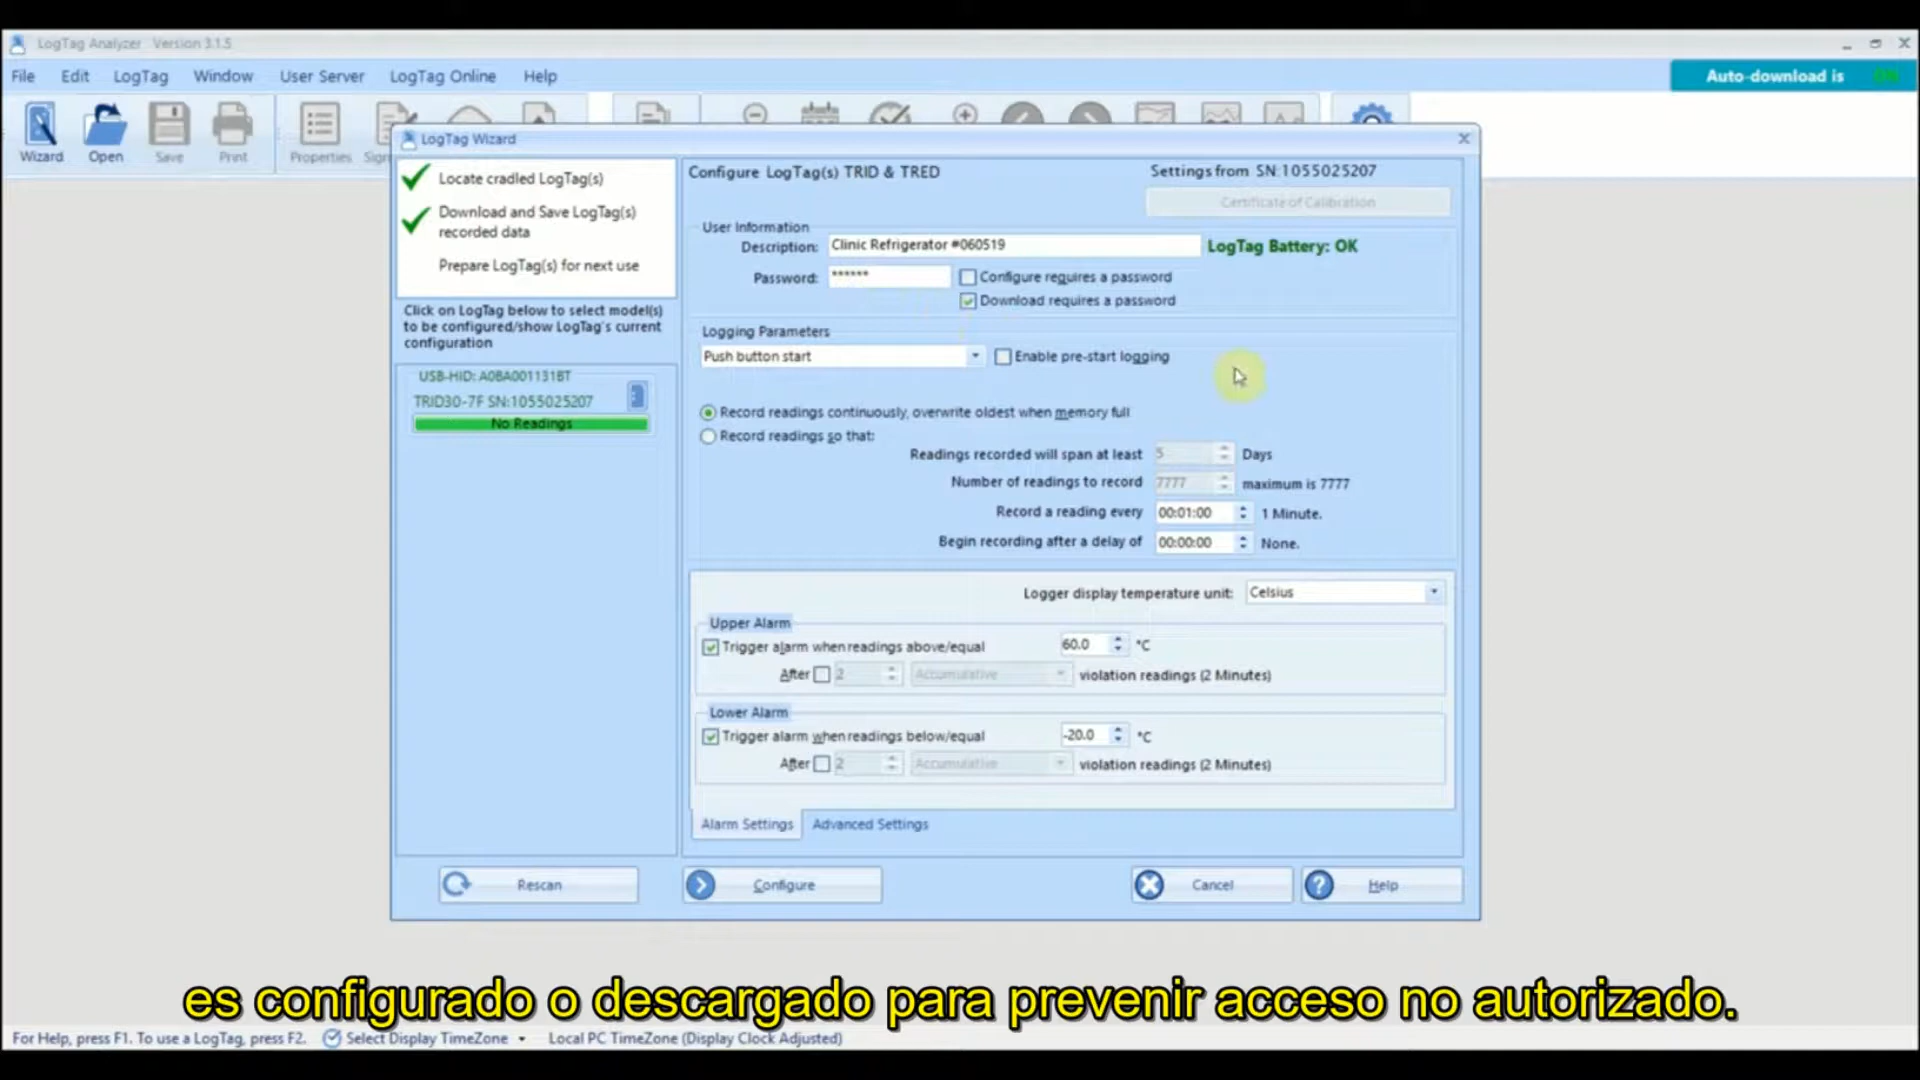 LogTag Analyzer Version 3.1.5
File Edit LogTag Window User Server LogTag Online Help
Auto-download is ON
Wizard Open Save Print Properties
LogTag Wizard
Locate cradled LogTag(s)
Download and Save LogTag(s)
recorded data
Prepare LogTag(s) for next use
Click on LogTag below to select model(s)
to be configured/show LogTag's current
configuration
USB-HID: A0BA001131BT
TRID30-7F SN:1055025207
No Readings
Configure LogTag(s) TRID & TRED
Settings from SN:1055025207
Certificate of Calibration
User Information
Description: Clinic Refrigerator #060519 LogTag Battery: OK
Password: ****** Configure requires a password
Download requires a password
Logging Parameters
Push button start Enable pre-start logging
Record readings continuously, overwrite oldest when memory full
Record readings so that:
Readings recorded will span at least 5 Days
Number of readings to record 7777 maximum is 7777
Record a reading every 00:01:00 1 Minute.
Begin recording after a delay of 00:00:00 None.
Logger display temperature unit: Celsius
Upper Alarm
Trigger alarm when readings above/equal 60.0 °C
After 2 Accumulative violation readings (2 Minutes)
Lower Alarm
Trigger alarm when readings below/equal -20.0 °C
After 2 Accumulative violation readings (2 Minutes)
Alarm Settings Advanced Settings
Rescan Configure Cancel Help
es configurado o descargado para prevenir acceso no autorizado.
For Help, press F1. To use a LogTag, press F2. Select Display TimeZone Local PC TimeZone (Display Clock Adjusted)